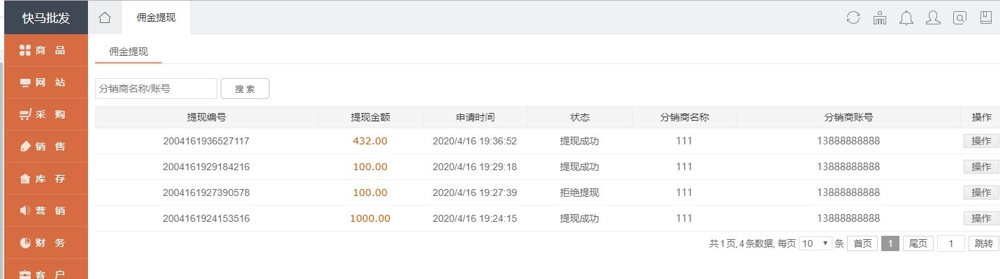 快马批发
佣金提现
佣金提现
商 品
网 站
采 购
销 售
库 存
营 销
财 务
客 户
分销商名称/账号 搜 索
提现编号 提现金额 申请时间 状态 分销商名称 分销商账号 操作
2004161936527117 432.00 2020/4/16 19:36:52 提现成功 111 13888888888 操作
2004161929184216 100.00 2020/4/16 19:29:18 提现成功 111 13888888888 操作
2004161927390578 100.00 2020/4/16 19:27:39 拒绝提现 111 13888888888 操作
2004161924153516 1000.00 2020/4/16 19:24:15 提现成功 111 13888888888 操作
共1页,4条数据, 每页 10 条 首页 1 尾页 1 跳转